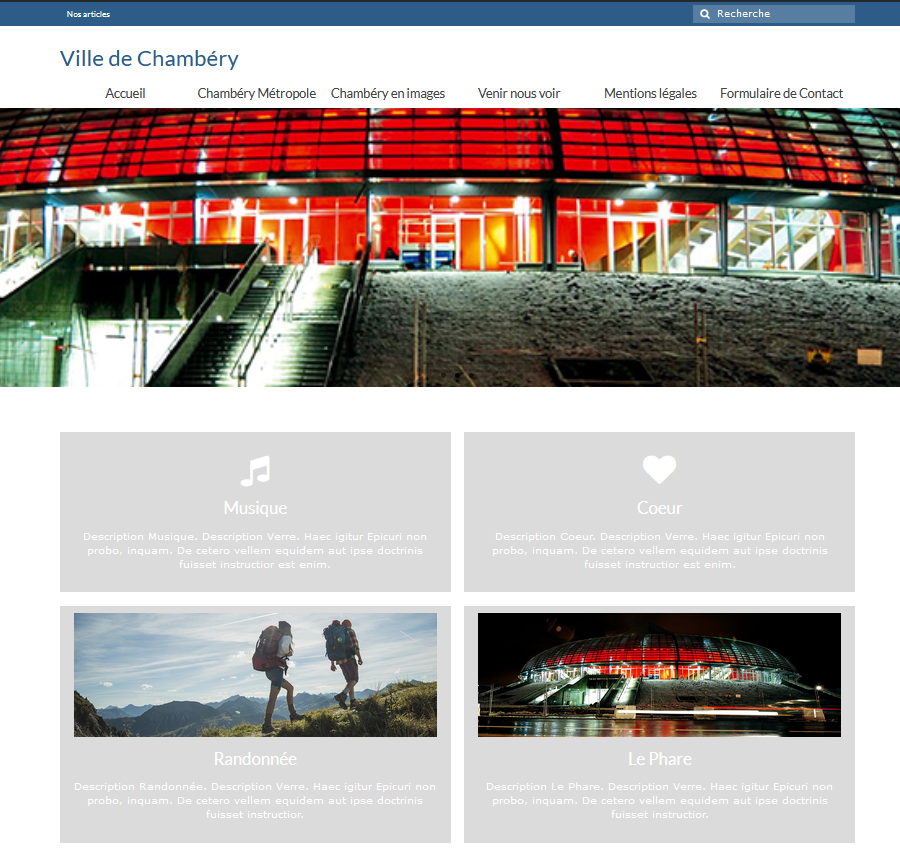 Nos articles
Recherche
Ville de Chambéry
Accueil
Chambéry Métropole
Chambéry en images
Venir nous voir
Mentions légales
Formulaire de Contact
Musique
Description Musique. Description Verre. Haec igitur Epicuri non
probo, inquam. De cetero vellem equidem aut ipse doctrinis
fuisset instructior est enim.
Coeur
Description Coeur. Description Verre. Haec igitur Epicuri non
probo, inquam. De cetero vellem equidem aut ipse doctrinis
fuisset instructior est enim.
Randonnée
Description Randonnée. Description Verre. Haec igitur Epicuri non
probo, inquam. De cetero vellem equidem aut ipse doctrinis
fuisset instructior.
Le Phare
Description Le Phare. Description Verre. Haec igitur Epicuri non
probo, inquam. De cetero vellem equidem aut ipse doctrinis
fuisset instructior.